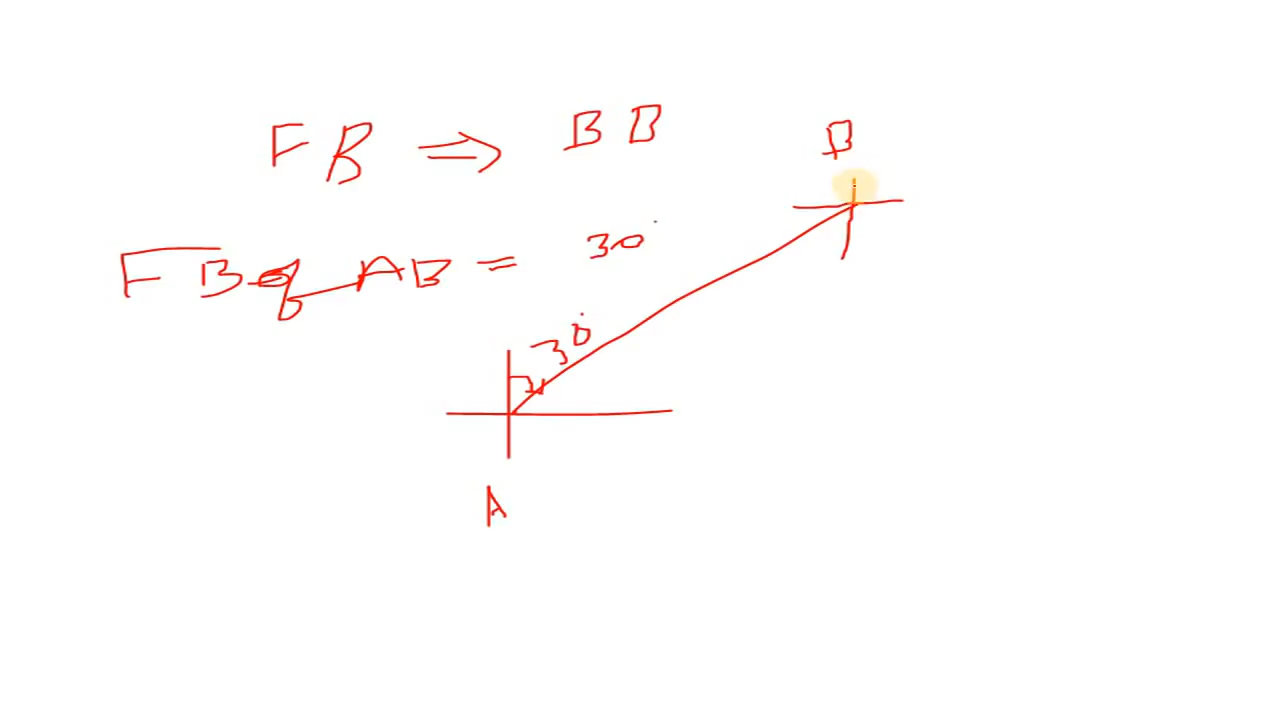 FB ⇒ BB
B
FB of AB = 30°
30°
A